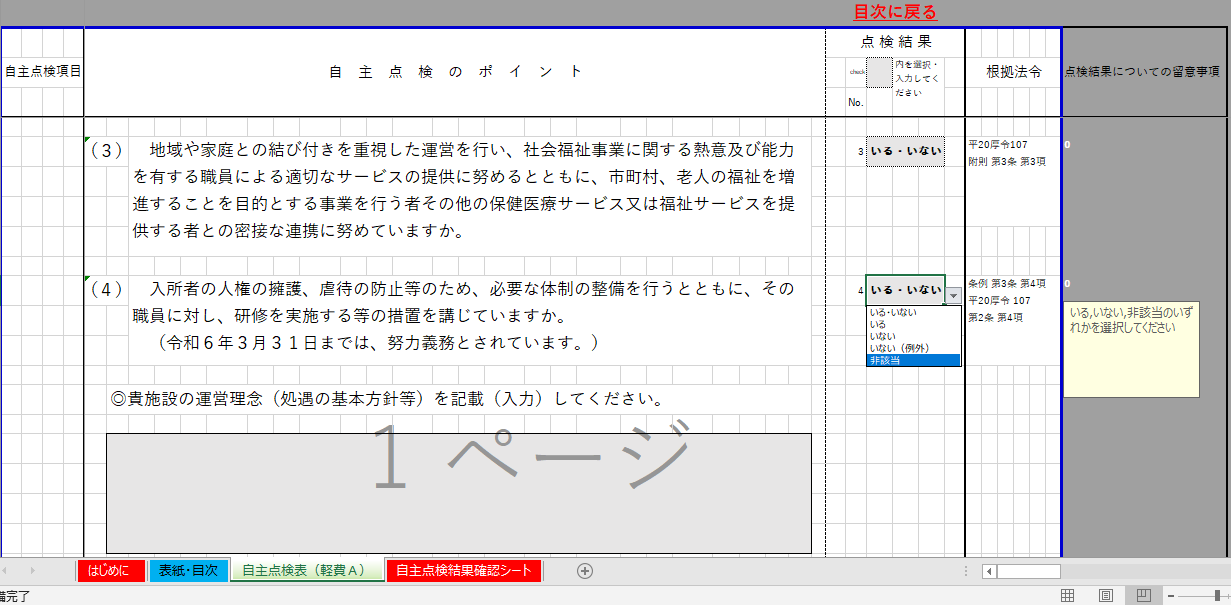 目次に戻る
自主点検項目
自 主 点 検 の ポ イ ン ト
点検結果
check
内を選択・
入力してく
ださい
No.
根拠法令
点検結果についての留意事項
(３) 地域や家庭との結び付きを重視した運営を行い、社会福祉事業に関する熱意及び能力
を有する職員による適切なサービスの提供に努めるとともに、市町村、老人の福祉を増
進することを目的とする事業を行う者その他の保健医療サービス又は福祉サービスを提
供する者との密接な連携に努めていますか。
3
いる・いない
平20厚令107
附則 第3条 第3項
0
(４) 入所者の人権の擁護、虐待の防止等のため、必要な体制の整備を行うとともに、その
職員に対し、研修を実施する等の措置を講じていますか。
（令和６年３月３１日までは、努力義務とされています。）
4
いる・いない
いる・いない
いる
いない
いない（例外）
非該当
条例 第3条 第4項
平20厚令 107
第2条 第4項
0
いる,いない,非該当のいず
れかを選択してください
◎貴施設の運営理念（処遇の基本方針等）を記載（入力）してください。
1 ページ
はじめに
表紙・目次
自主点検表（軽費Ａ）
自主点検結果確認シート
備完了